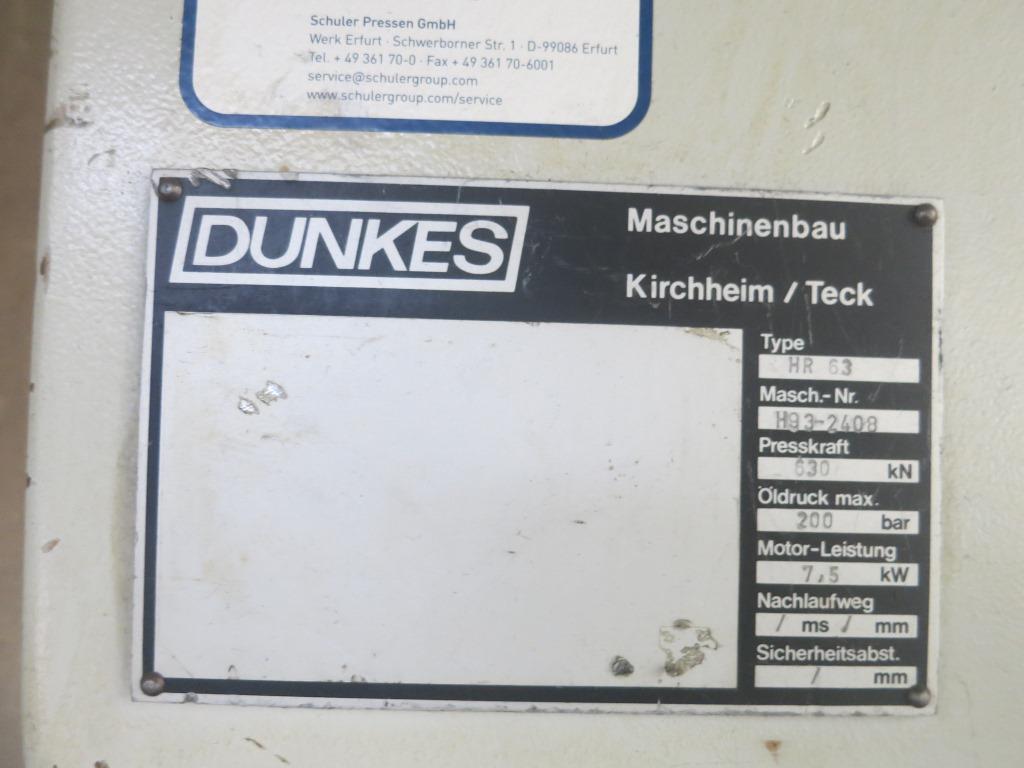 Schuler Pressen GmbH
Werk Erfurt · Schwerborner Str. 1 · D-99086 Erfurt
Tel. + 49 361 70-0 · Fax + 49 361 70-6001
service@schulergroup.com
www.schulergroup.com/service
DUNKES
Maschinenbau
Kirchheim / Teck
Type
HR 63
Masch.-Nr.
H93-2408
Presskraft
630 kN
Öldruck max.
200 bar
Motor-Leistung
7,5 kW
Nachlaufweg
/ ms / mm
Sicherheitsabst.
/ mm